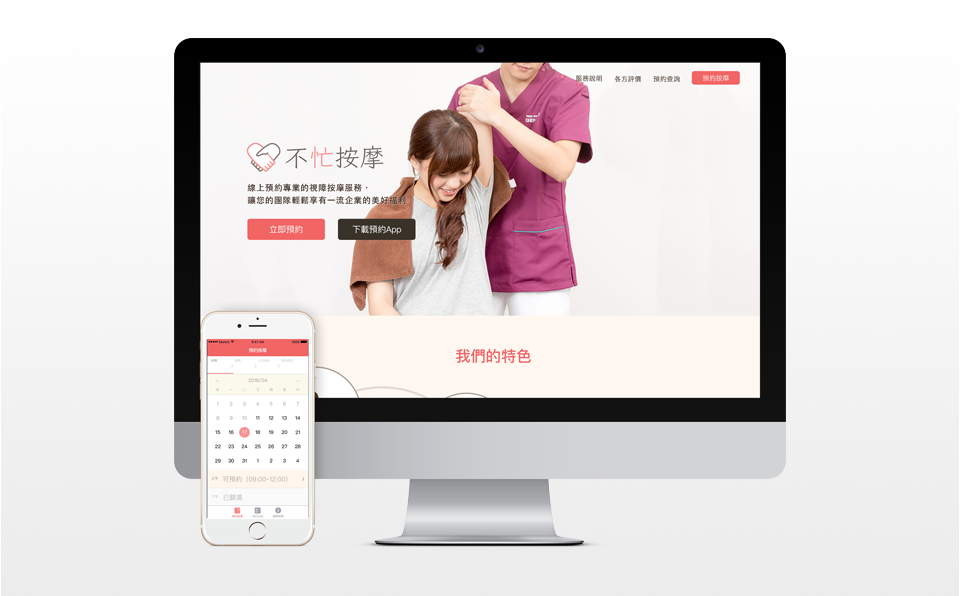 服務說明 各方評價 預約查詢 預約按摩
不忙按摩
線上預約專業的視障按摩服務，
讓您的團隊輕鬆享有一流企業的美好福利
立即預約 下載預約App
我們的特色
預約按摩
2016/04
1 2 3 4 5 6 7
8 9 10 11 12 13 14
15 16 17 18 19 20 21
22 23 24 25 26 27 28
29 30 31 1 2 3 4
上午 可預約（09:00-12:00）
下午 已額滿